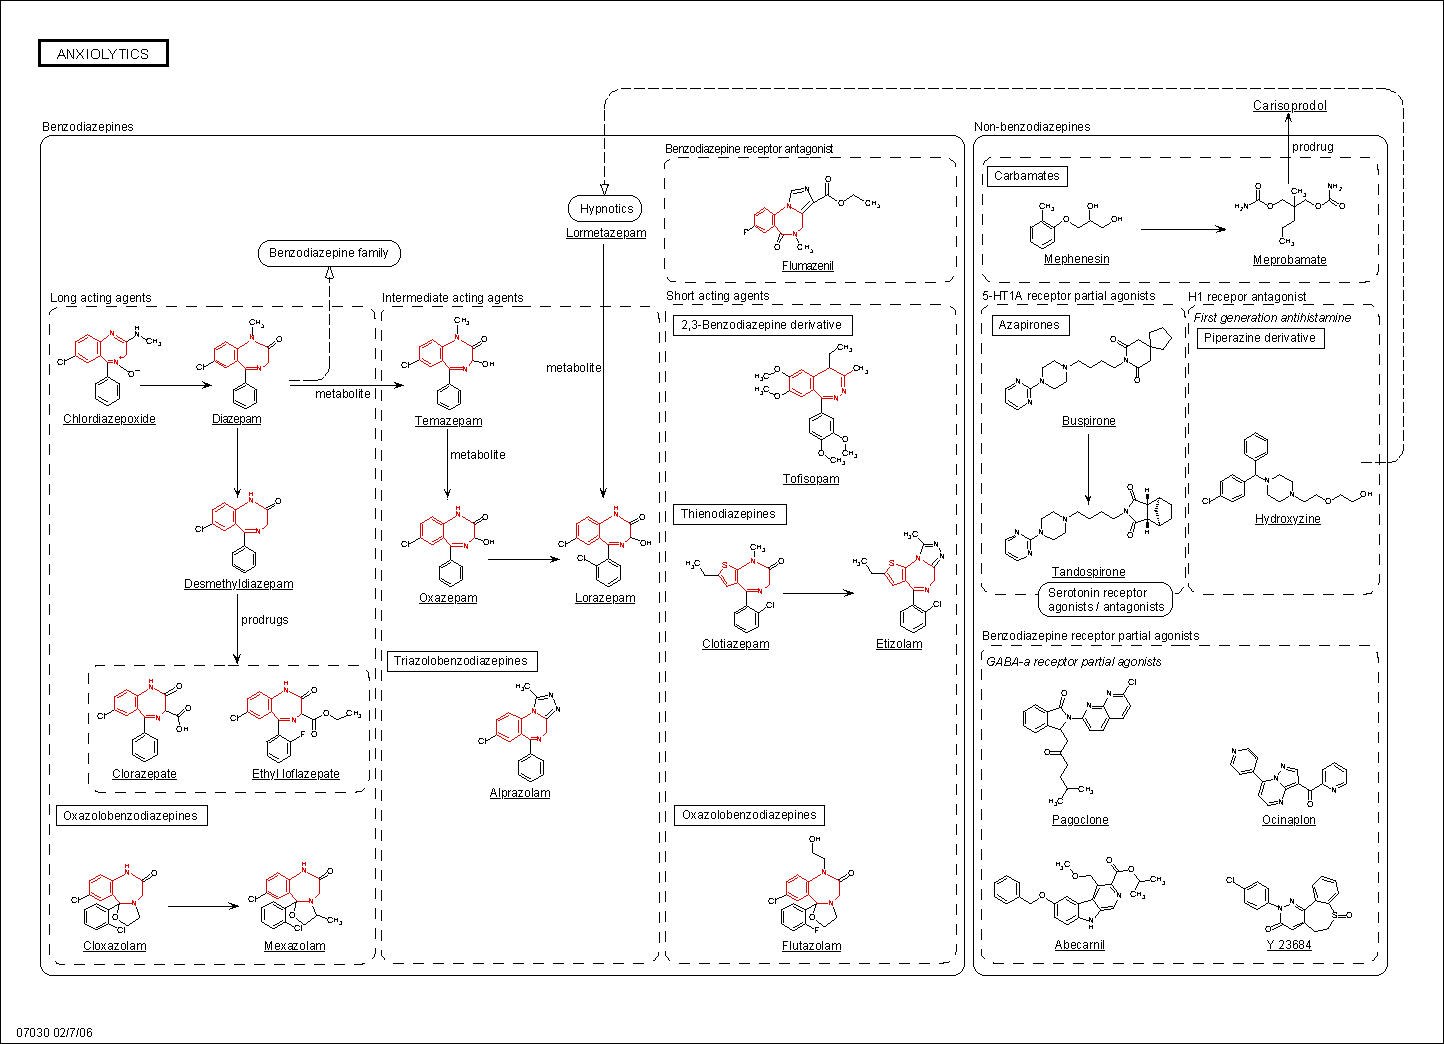 ANXIOLYTICS
Carisoprodol
Benzodiazepines
Non-benzodiazepines
prodrug
Benzodiazepine receptor antagonist
Carbamates
Hypnotics
Lormetazepam
Flumazenil
Mephenesin
Meprobamate
Benzodiazepine family
Long acting agents
Intermediate acting agents
Short acting agents
5-HT1A receptor partial agonists
H1 recepor antagonist
First generation antihistamine
2,3-Benzodiazepine derivative
Azapirones
Piperazine derivative
metabolite
metabolite
Chlordiazepoxide
Diazepam
Temazepam
Buspirone
metabolite
Tofisopam
Thienodiazepines
Hydroxyzine
Desmethyldiazepam
Oxazepam
Lorazepam
Clotiazepam
Etizolam
Tandospirone
Serotonin receptor
agonists / antagonists
prodrugs
Benzodiazepine receptor partial agonists
GABA-a receptor partial agonists
Triazolobenzodiazepines
Clorazepate
Ethyl loflazepate
Alprazolam
Pagoclone
Ocinaplon
Oxazolobenzodiazepines
Oxazolobenzodiazepines
Cloxazolam
Mexazolam
Flutazolam
Abecarnil
Y 23684
07030 02/7/06